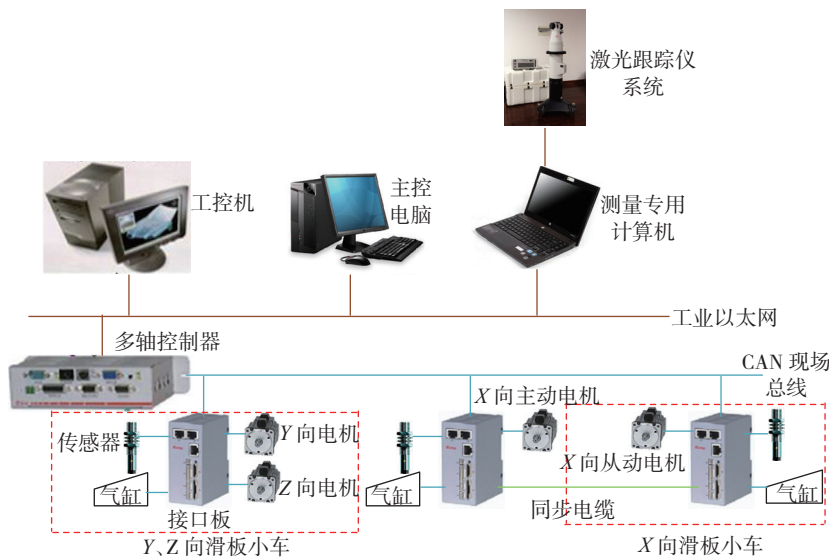 激光跟踪仪
系统
工控机
主控
电脑
测量专用
计算机
工业以太网
多轴控制器
CAN 现场
总线
传感器
Y 向电机
Z 向电机
气缸
接口板
Y、Z 向滑板小车
X 向主动电机
气缸
同步电缆
X 向从动电机
气缸
X 向滑板小车